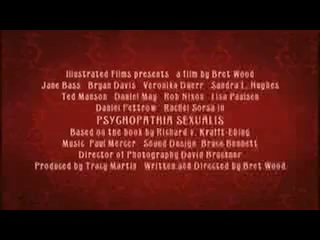 Illustrated Films presents a film by Bret Wood
Jane Bass Bryan Davis Veronika Duerr Sandra L. Hughes
Ted Manson Daniel May Rob Nixon Lisa Paulsen
Daniel Pettrow Rachel Sorsa in
PSYCHOPATHIA SEXUALIS
Based on the book by Richard v. Krafft-Ebing
Music Paul Mercer Sound Design Bruce Bennett
Director of Photography David Bruckner
Produced by Tracy Martin Written and Directed by Bret Wood